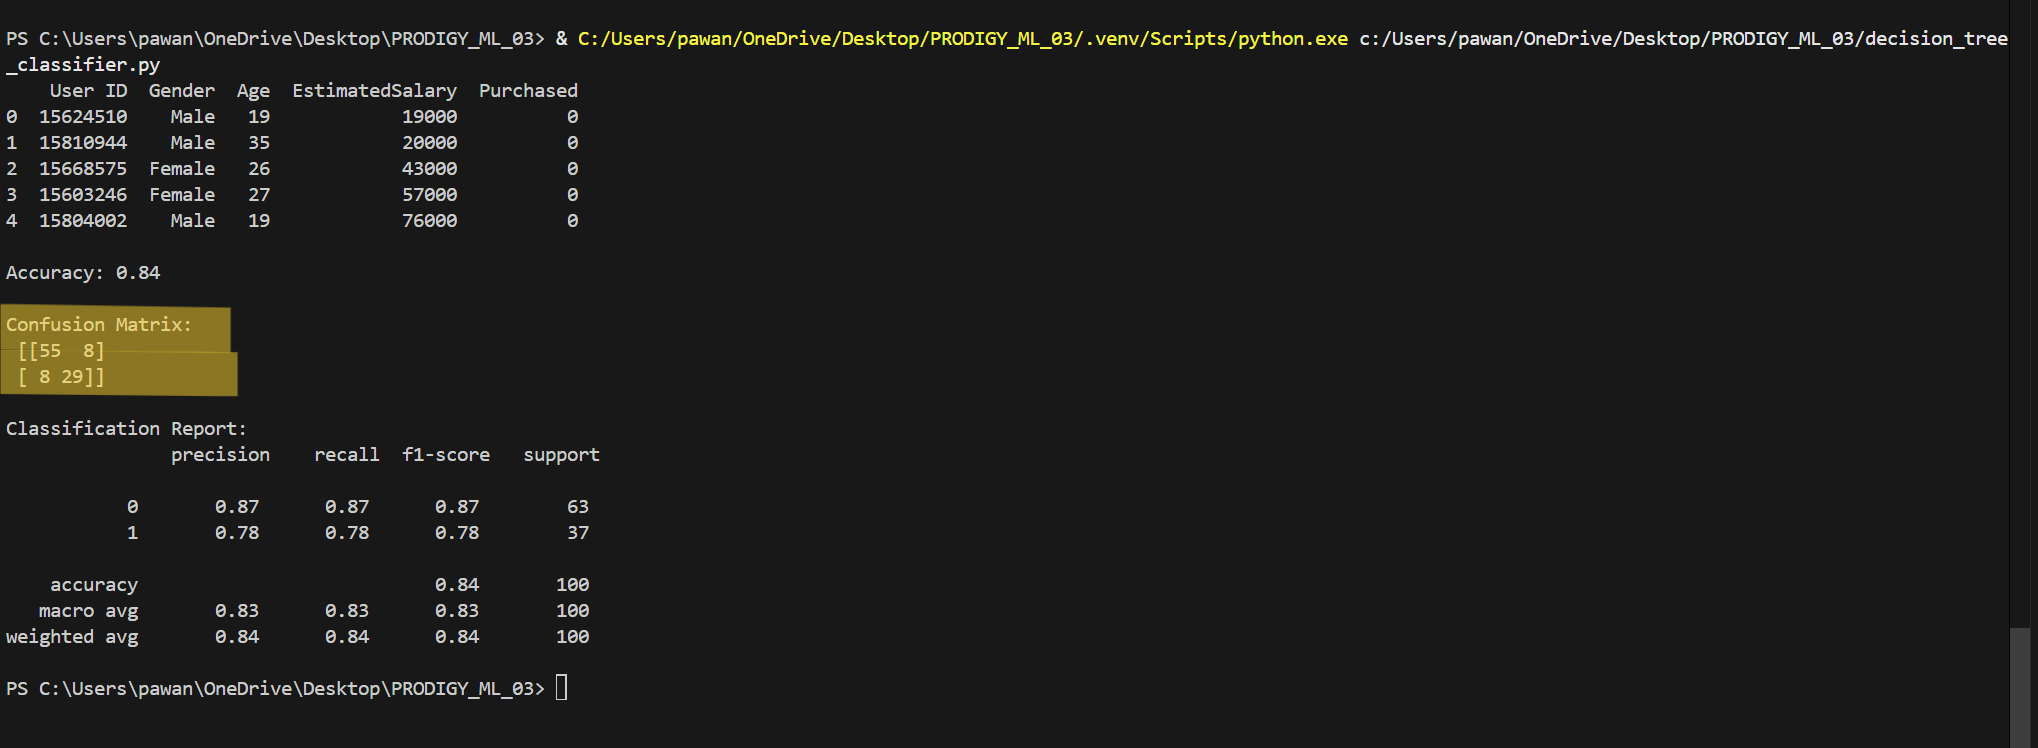 PS C:\Users\pawan\OneDrive\Desktop\PRODIGY_ML_03> & C:/Users/pawan/OneDrive/Desktop/PRODIGY_ML_03/.venv/Scripts/python.exe c:/Users/pawan/OneDrive/Desktop/PRODIGY_ML_03/decision_tree
_classifier.py
    User ID  Gender  Age  EstimatedSalary  Purchased
0  15624510    Male   19            19000          0
1  15810944    Male   35            20000          0
2  15668575  Female   26            43000          0
3  15603246  Female   27            57000          0
4  15804002    Male   19            76000          0
Accuracy: 0.84
Confusion Matrix:
 [[55  8]
 [ 8 29]]
Classification Report:
               precision    recall  f1-score   support
           0       0.87      0.87      0.87        63
           1       0.78      0.78      0.78        37
    accuracy                           0.84       100
   macro avg       0.83      0.83      0.83       100
weighted avg       0.84      0.84      0.84       100
PS C:\Users\pawan\OneDrive\Desktop\PRODIGY_ML_03>